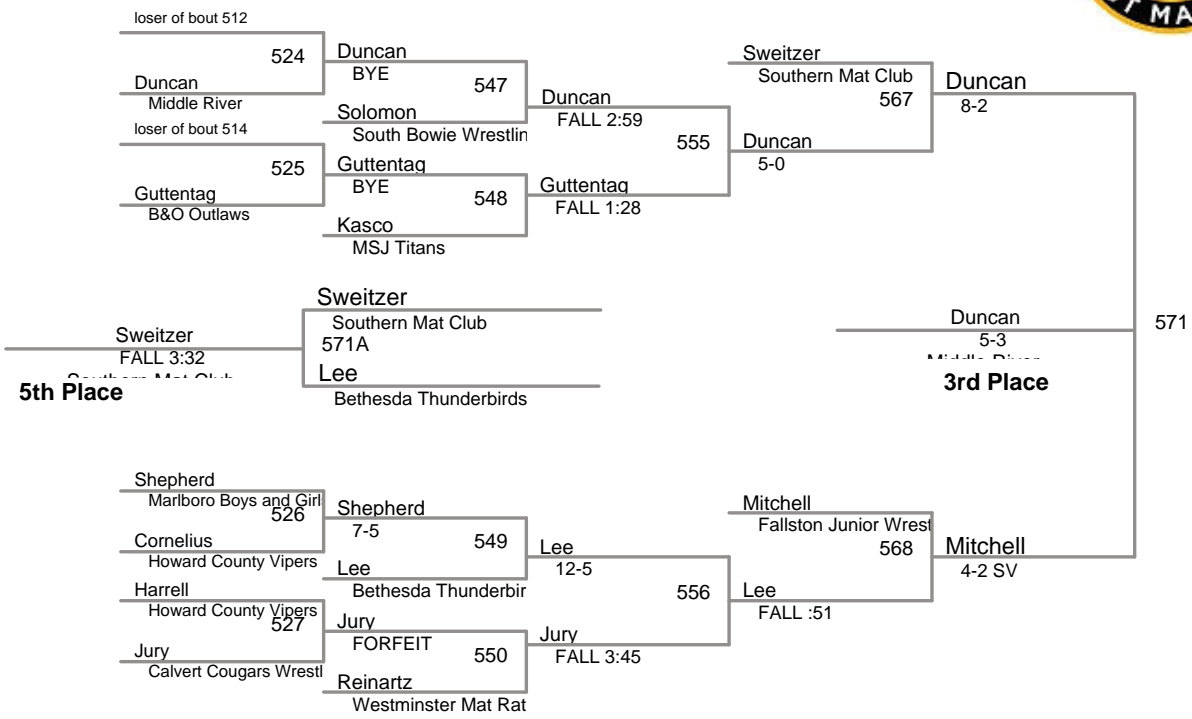 loser of bout 512
524
Duncan
Middle River
loser of bout 514
525
Guttentag
B&O Outlaws
Duncan
BYE
547
Solomon
South Bowie Wrestlin
Guttentag
BYE
548
Kasco
MSJ Titans
Duncan
FALL 2:59
555
Guttentag
FALL 1:28
Sweitzer
Southern Mat Club
567
Duncan
5-0
Duncan
8-2
571
Sweitzer
Southern Mat Club
571A
Lee
Bethesda Thunderbirds
Sweitzer
FALL 3:32
Southern Mat Club
5th Place
Duncan
5-3
Middle River
3rd Place
Shepherd
Marlboro Boys and Girl
526
Cornelius
Howard County Vipers
Harrell
Howard County Vipers
527
Jury
Calvert Cougars Wrestl
Shepherd
7-5
549
Lee
Bethesda Thunderbir
Jury
FORFEIT
550
Reinartz
Westminster Mat Rat
Lee
12-5
556
Jury
FALL 3:45
Mitchell
Fallston Junior Wrest
568
Lee
FALL :51
Mitchell
4-2 SV